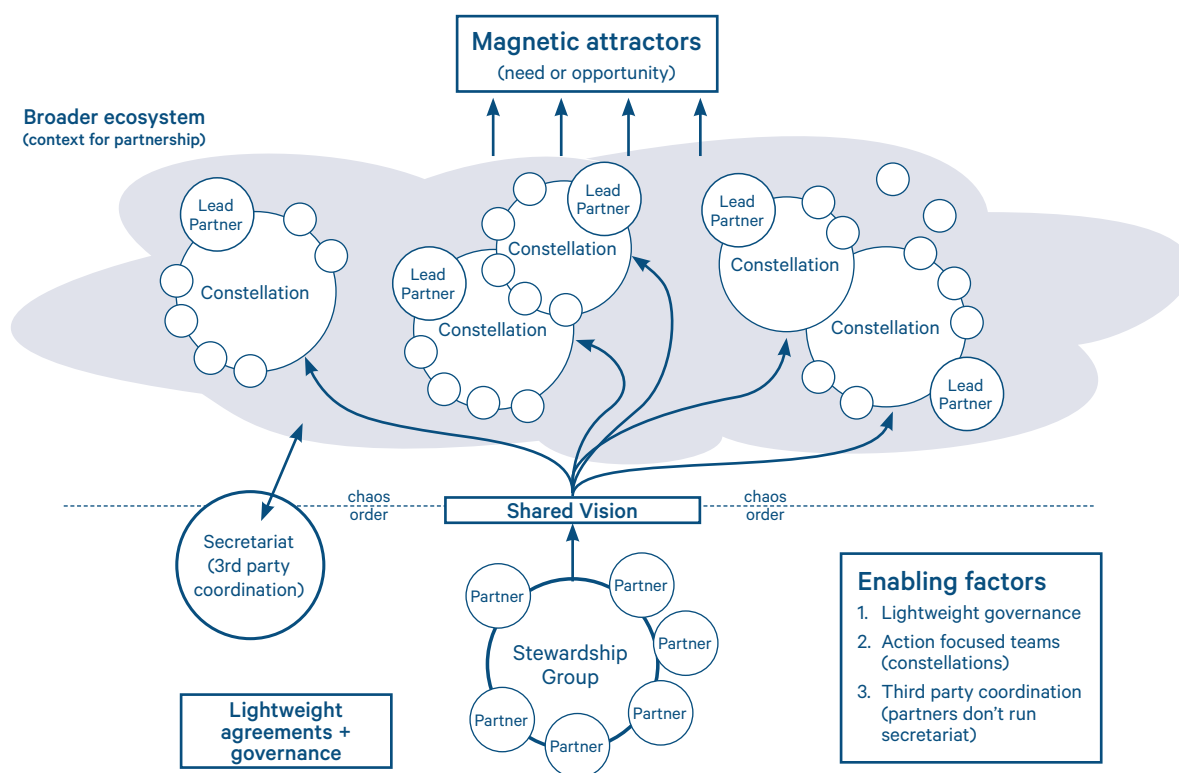 Magnetic attractors
(need or opportunity)
Broader ecosystem
(context for partnership)
Lead
Partner
Constellation
Lead
Partner
Constellation
Lead
Partner
Constellation
Lead
Partner
Constellation
Constellation
Lead
Partner
chaos
order
Shared Vision
chaos
order
Secretariat
(3rd party
coordination)
Partner
Partner
Partner
Partner
Partner
Partner
Stewardship
Group
Lightweight
agreements +
governance
Enabling factors
1. Lightweight governance
2. Action focused teams
(constellations)
3. Third party coordination
(partners don’t run
secretariat)